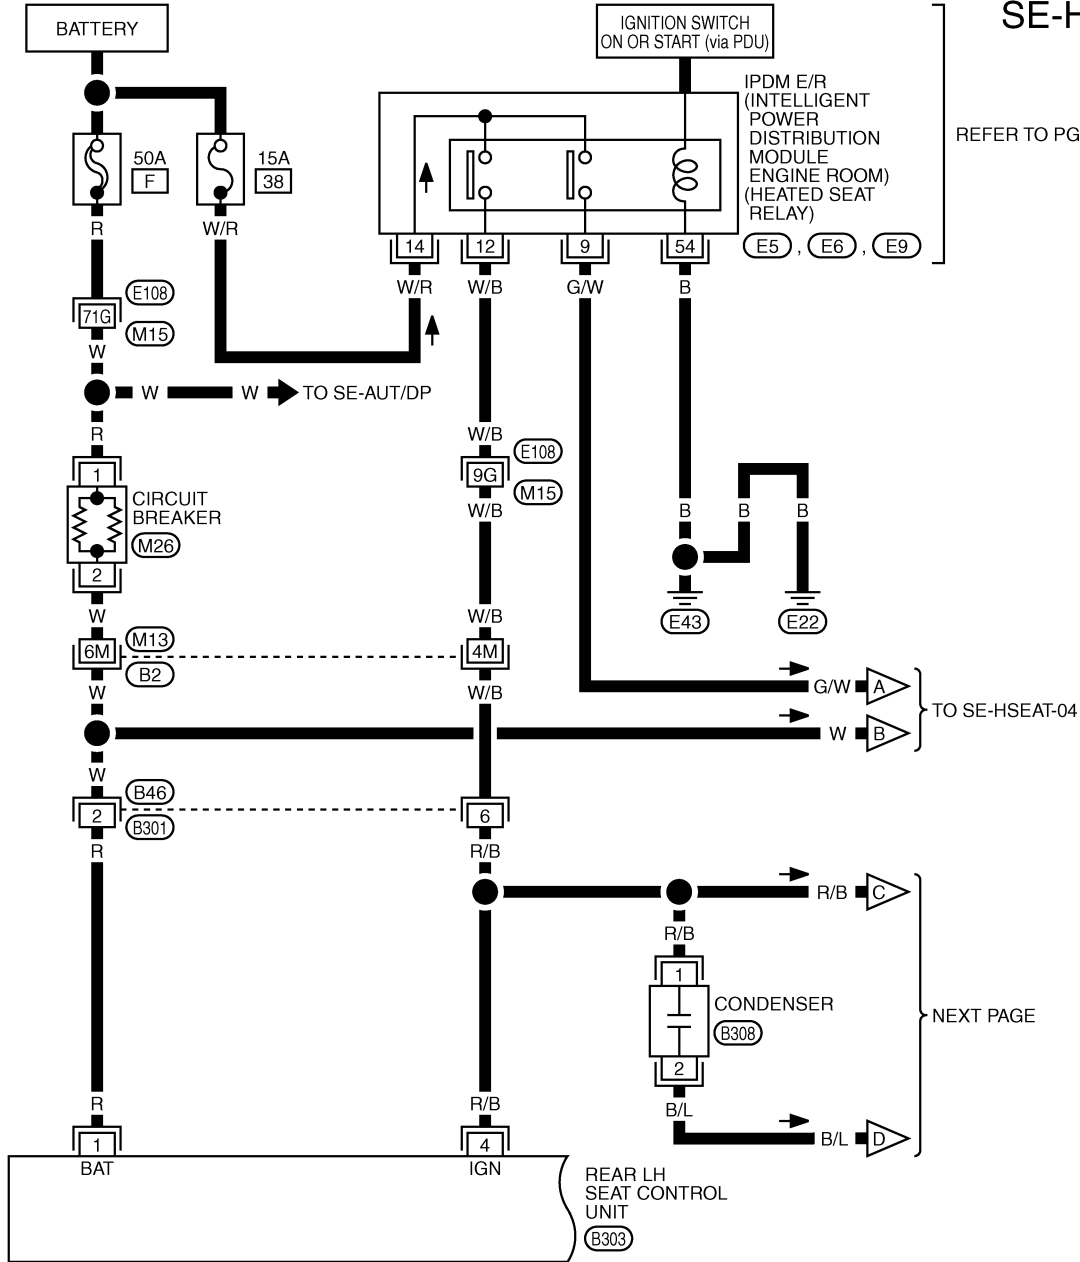 SE-H
BATTERY
IGNITION SWITCH
ON OR START (via PDU)
IPDM E/R
(INTELLIGENT
POWER
DISTRIBUTION
MODULE
ENGINE ROOM)
(HEATED SEAT
RELAY)
REFER TO PG
50A
F
15A
38
R
W/R
14
12
9
54
E5 , E6 , E9
W/R
W/B
G/W
B
E108
71G
M15
W
W
W
TO SE-AUT/DP
R
W/B
E108
9G
M15
W/B
1
CIRCUIT
BREAKER
M26
2
B
B
B
E43
E22
W
W/B
M13
6M
4M
B2
W
W/B
G/W
A
W
B
TO SE-HSEAT-04
W
B46
2
6
B301
R
R/B
R/B
C
R/B
1
CONDENSER
B308
2
B/L
B/L
D
NEXT PAGE
R
R/B
1
4
BAT
IGN
REAR LH
SEAT CONTROL
UNIT
B303